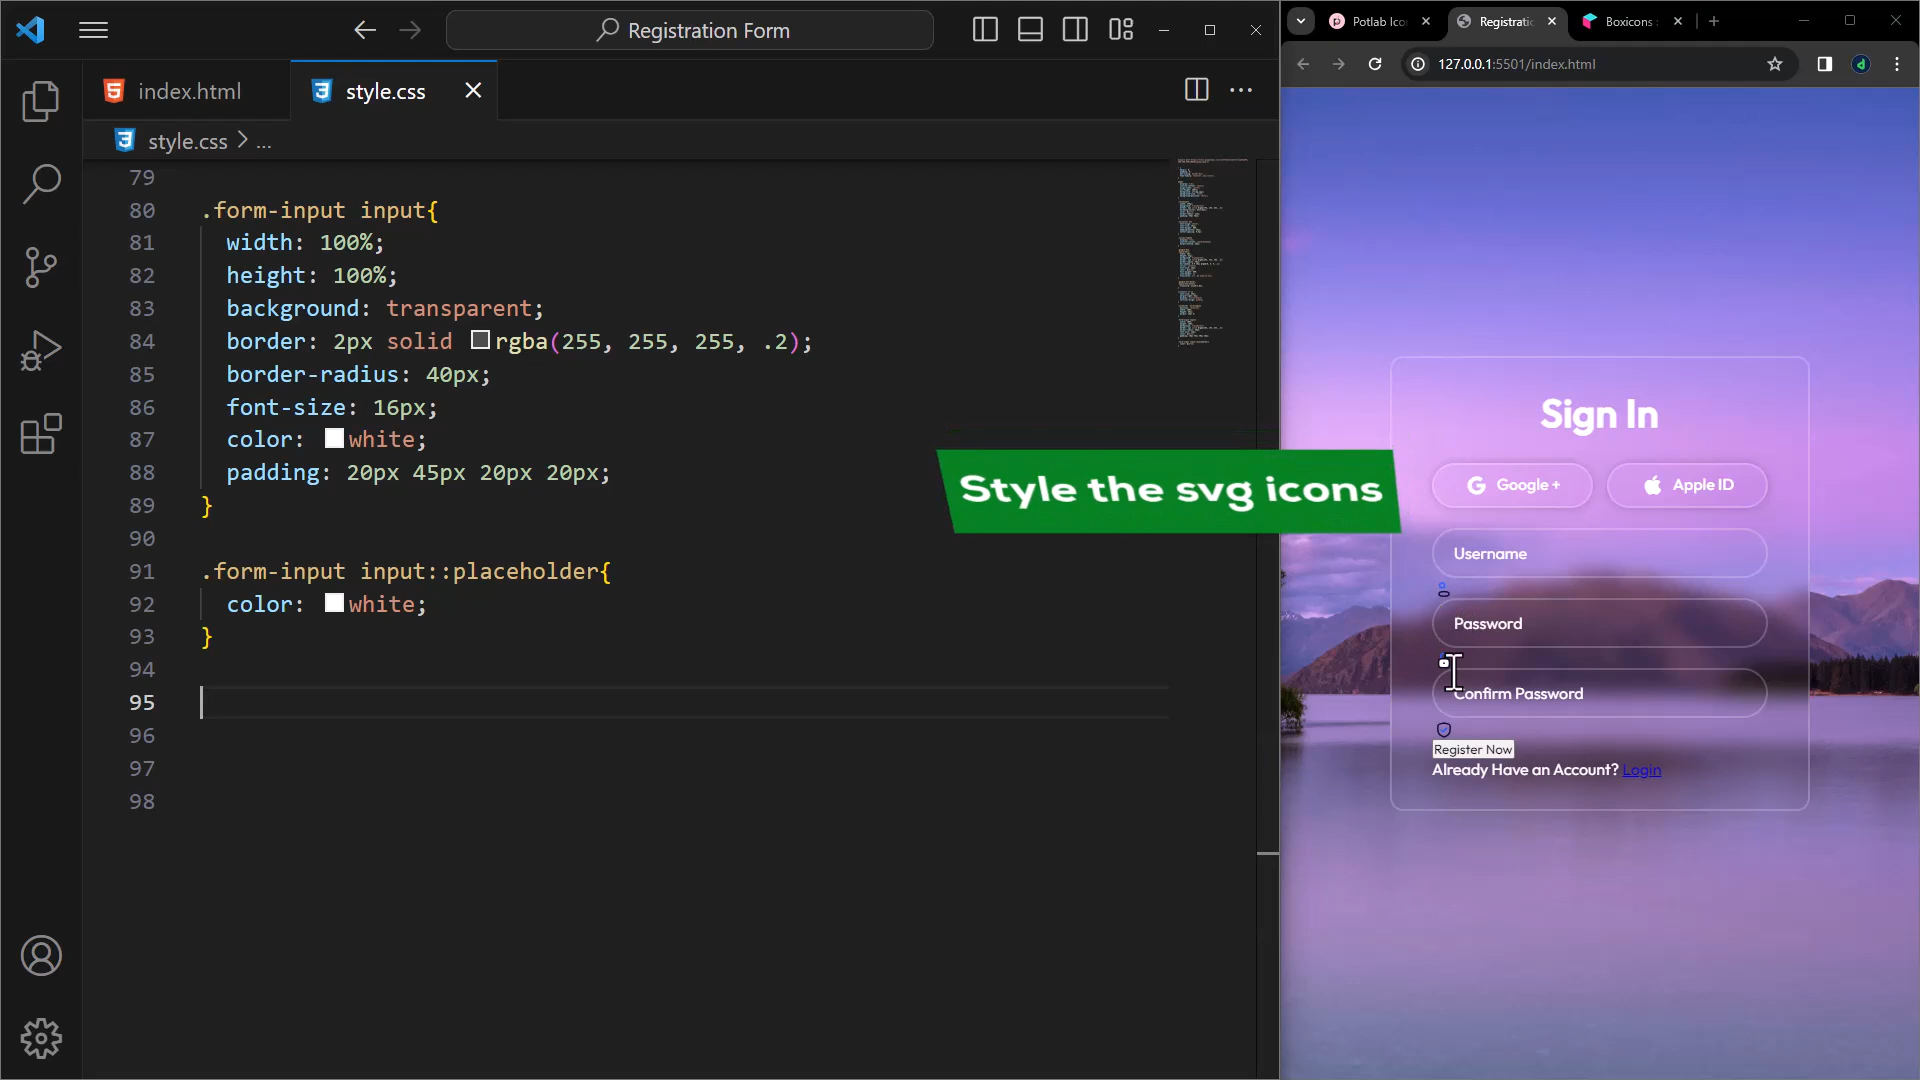 Registration Form
index.html
style.css
style.css > ...
79
80 .form-input input{
81 width: 100%;
82 height: 100%;
83 background: transparent;
84 border: 2px solid rgba(255, 255, 255, .2);
85 border-radius: 40px;
86 font-size: 16px;
87 color: white;
88 padding: 20px 45px 20px 20px;
89 }
90
91 .form-input input::placeholder{
92 color: white;
93 }
94
95
96
97
98
Style the svg icons
Potlab Ico
Registratio
Boxicons :
127.0.0.1:5501/index.html
Sign In
Google +
Apple ID
Username
Password
Confirm Password
Register Now
Already Have an Account? Login